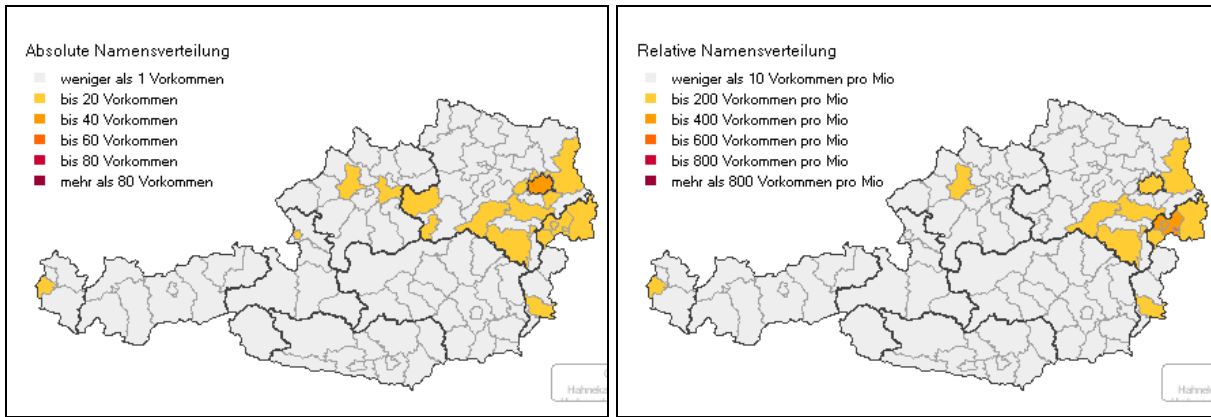 Absolute Namensverteilung
weniger als 1 Vorkommen
bis 20 Vorkommen
bis 40 Vorkommen
bis 60 Vorkommen
bis 80 Vorkommen
mehr als 80 Vorkommen
Relative Namensverteilung
weniger als 10 Vorkommen pro Mio
bis 200 Vorkommen pro Mio
bis 400 Vorkommen pro Mio
bis 600 Vorkommen pro Mio
bis 800 Vorkommen pro Mio
mehr als 800 Vorkommen pro Mio